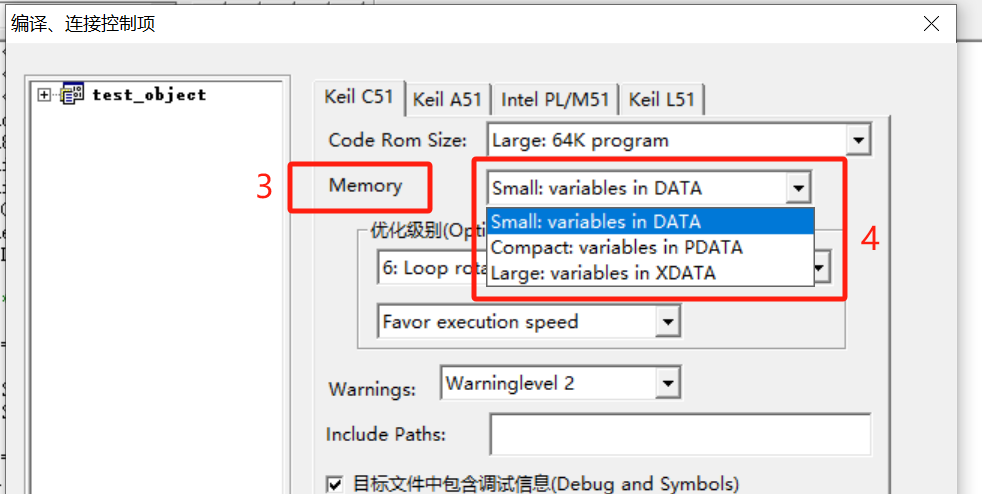 编译、连接控制项
test_object
Keil C51
Keil A51
Intel PL/M51
Keil L51
Code Rom Size:
Large: 64K program
3
Memory
Small: variables in DATA
Small: variables in DATA
Compact: variables in PDATA
Large: variables in XDATA
4
优化级别(Opti
6: Loop rota
Favor execution speed
Warnings:
Warninglevel 2
Include Paths:
目标文件中包含调试信息(Debug and Symbols)